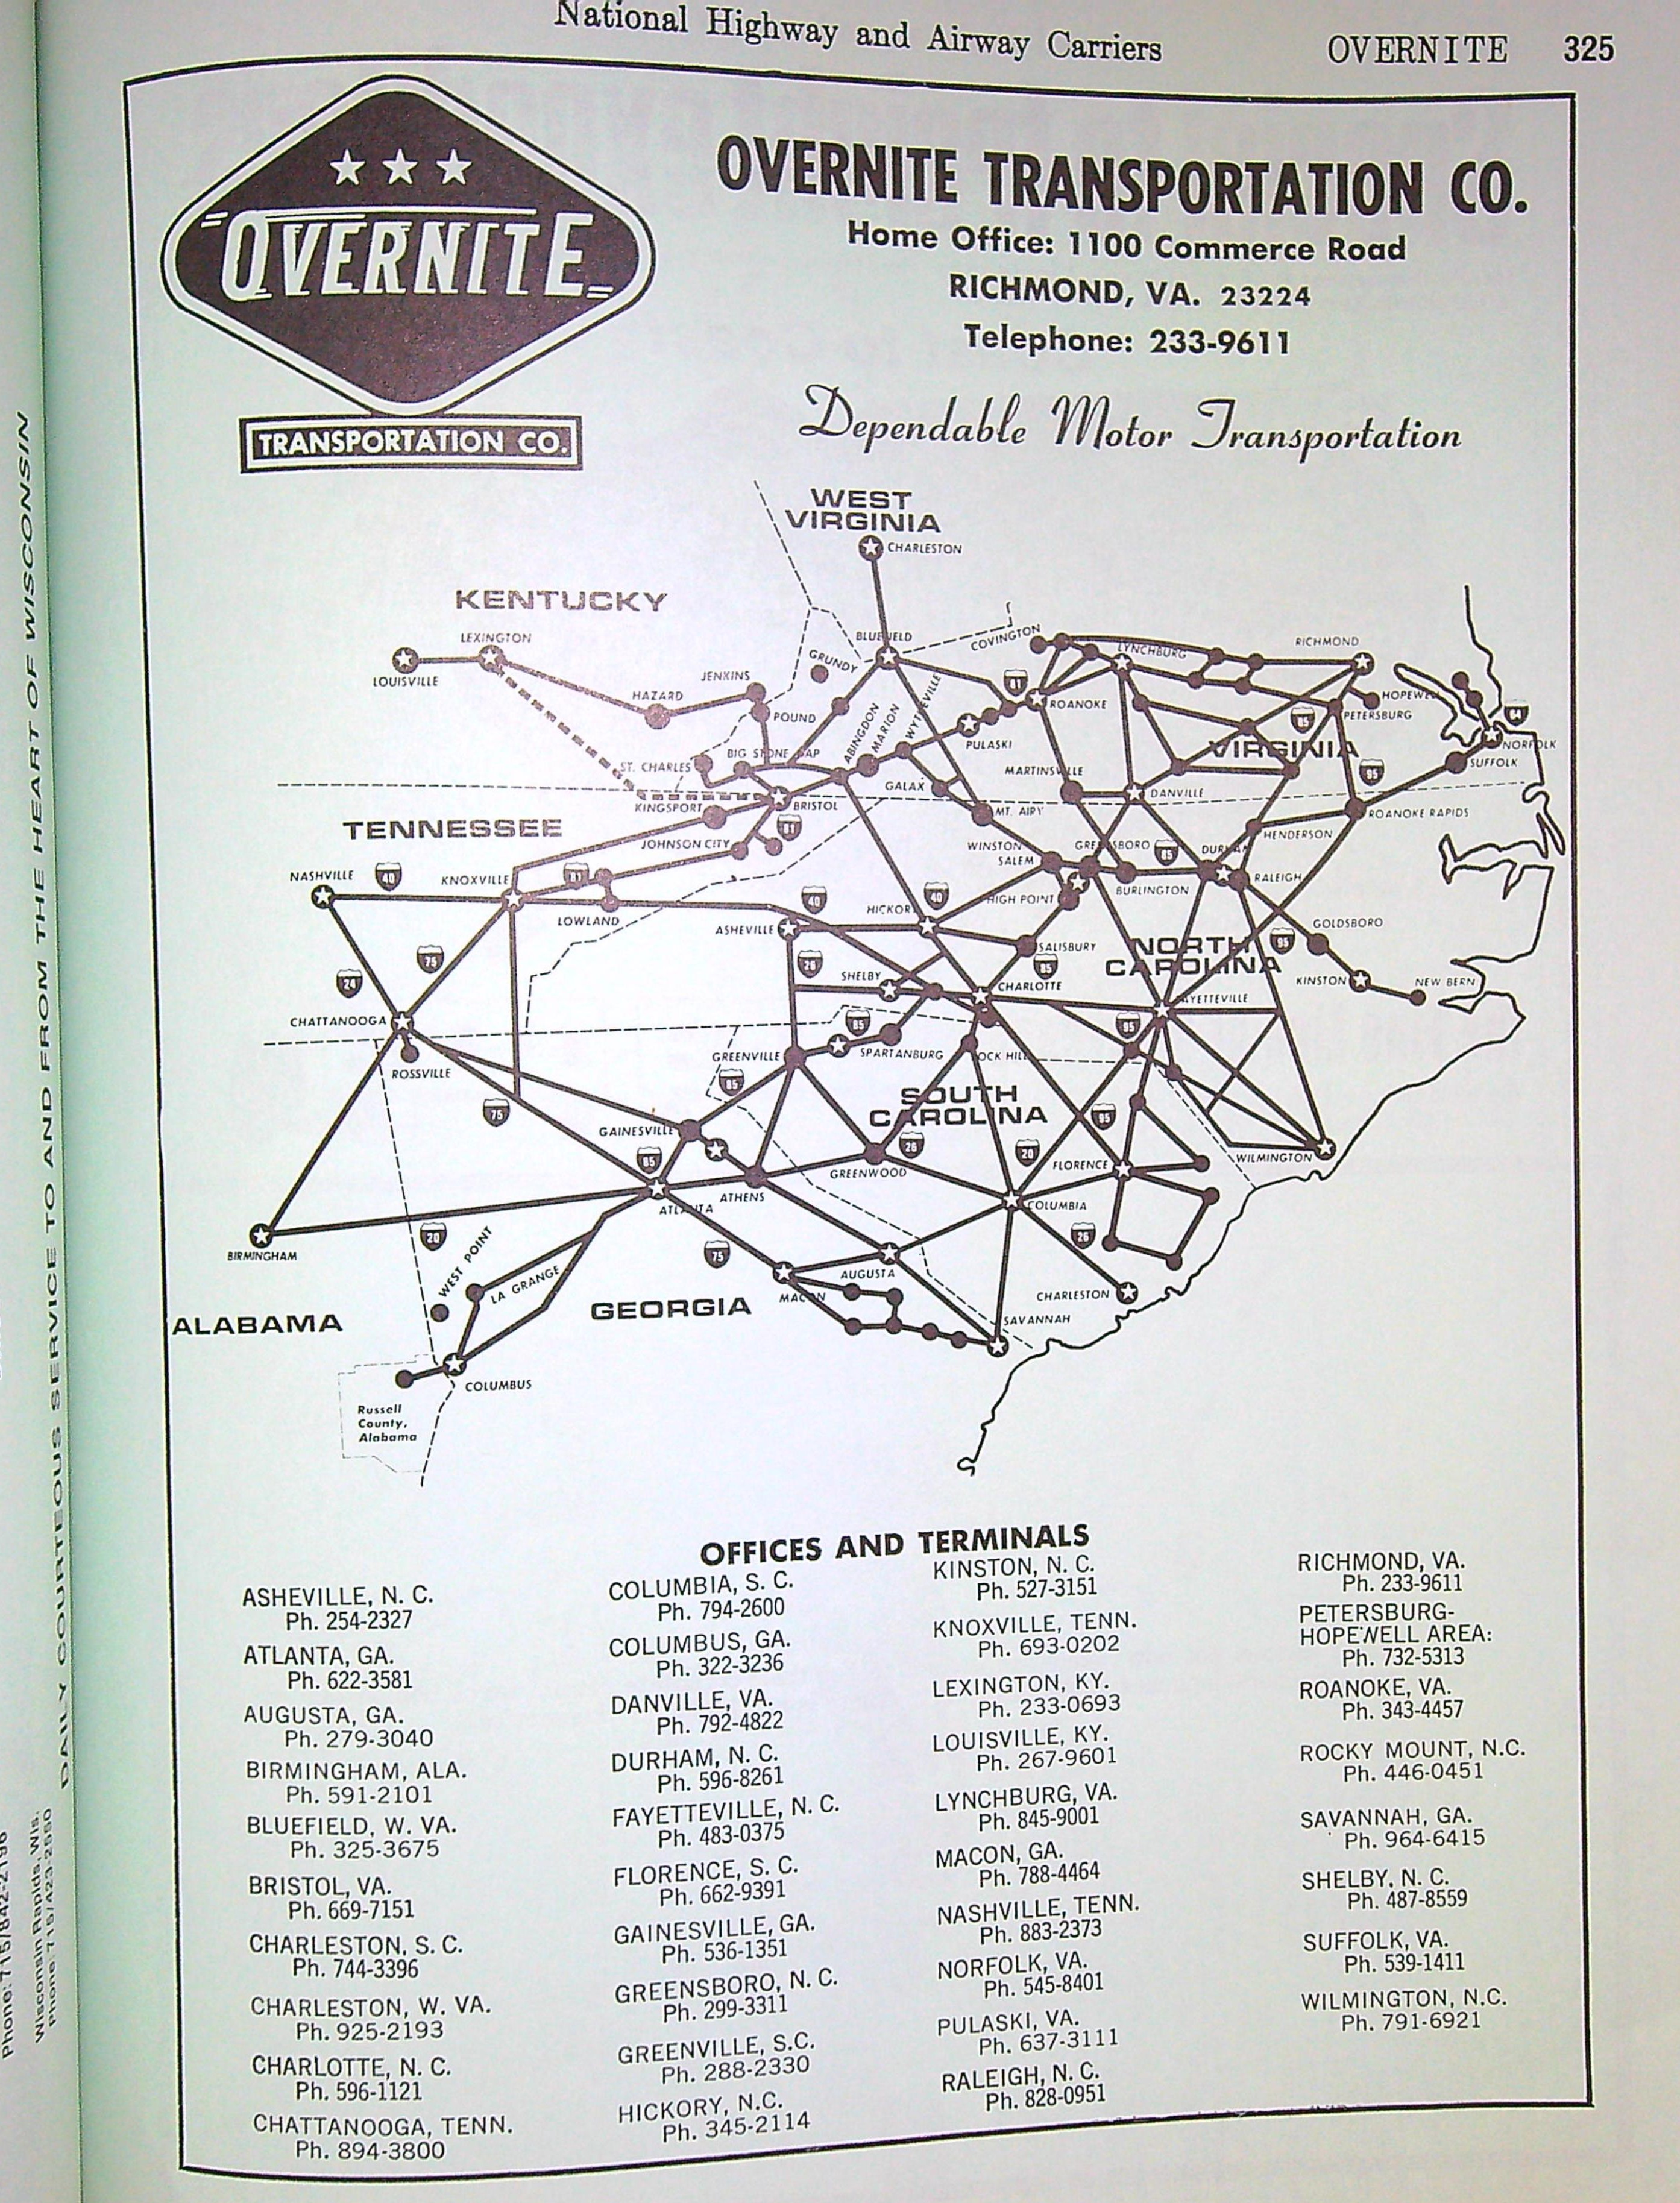 National Highway and Airway Carriers
OVERNITE 325
OVERNITE
TRANSPORTATION CO.
OVERNITE TRANSPORTATION CO.
Home Office: 1100 Commerce Road
RICHMOND, VA. 23224
Telephone: 233-9611
Dependable Motor Transportation
WEST
VIRGINIA
CHARLESTON
KENTUCKY
LEXINGTON
LOUISVILLE
HAZARD
JENKINS
POUND
GRUNDY
BLUEFIELD
COVINGTON
LYNCHBURG
RICHMOND
HOPEWELL
PETERSBURG
81
ROANOKE
85
64
NORFOLK
SUFFOLK
VIRGINIA
95
ABINGDON
MARION
WYTHEVILLE
PULASKI
BIG STONE GAP
ST. CHARLES
KINGSPORT
BRISTOL
GALAX
MARTINSVILLE
DANVILLE
MT. AIRY
ROANOKE RAPIDS
HENDERSON
TENNESSEE
JOHNSON CITY
81
WINSTON
SALEM
GREENSBORO
85
DURHAM
RALEIGH
BURLINGTON
HIGH POINT
NASHVILLE
40
KNOXVILLE
81
LOWLAND
40
HICKORY
40
ASHEVILLE
SALISBURY
85
NORTH
CAROLINA
95
GOLDSBORO
KINSTON
NEW BERN
75
24
26
SHELBY
CHARLOTTE
FAYETTEVILLE
CHATTANOOGA
ROSSVILLE
85
95
GREENVILLE
SPARTANBURG
ROCK HILL
85
75
SOUTH
CAROLINA
95
GAINESVILLE
85
26
20
GREENWOOD
FLORENCE
WILMINGTON
ATHENS
ATLANTA
COLUMBIA
BIRMINGHAM
20
75
26
WEST POINT
LA GRANGE
AUGUSTA
MACON
CHARLESTON
SAVANNAH
ALABAMA
GEORGIA
COLUMBUS
Russell
County,
Alabama
OFFICES AND TERMINALS
ASHEVILLE, N. C.
Ph. 254-2327
ATLANTA, GA.
Ph. 622-3581
AUGUSTA, GA.
Ph. 279-3040
BIRMINGHAM, ALA.
Ph. 591-2101
BLUEFIELD, W. VA.
Ph. 325-3675
BRISTOL, VA.
Ph. 669-7151
CHARLESTON, S. C.
Ph. 744-3396
CHARLESTON, W. VA.
Ph. 925-2193
CHARLOTTE, N. C.
Ph. 596-1121
CHATTANOOGA, TENN.
Ph. 894-3800
COLUMBIA, S. C.
Ph. 794-2600
COLUMBUS, GA.
Ph. 322-3236
DANVILLE, VA.
Ph. 792-4822
DURHAM, N. C.
Ph. 596-8261
FAYETTEVILLE, N. C.
Ph. 483-0375
FLORENCE, S. C.
Ph. 662-9391
GAINESVILLE, GA.
Ph. 536-1351
GREENSBORO, N. C.
Ph. 299-3311
GREENVILLE, S.C.
Ph. 288-2330
HICKORY, N.C.
Ph. 345-2114
KINSTON, N. C.
Ph. 527-3151
KNOXVILLE, TENN.
Ph. 693-0202
LEXINGTON, KY.
Ph. 233-0693
LOUISVILLE, KY.
Ph. 267-9601
LYNCHBURG, VA.
Ph. 845-9001
MACON, GA.
Ph. 788-4464
NASHVILLE, TENN.
Ph. 883-2373
NORFOLK, VA.
Ph. 545-8401
PULASKI, VA.
Ph. 637-3111
RALEIGH, N. C.
Ph. 828-0951
RICHMOND, VA.
Ph. 233-9611
PETERSBURG-
HOPEWELL AREA:
Ph. 732-5313
ROANOKE, VA.
Ph. 343-4457
ROCKY MOUNT, N.C.
Ph. 446-0451
SAVANNAH, GA.
Ph. 964-6415
SHELBY, N. C.
Ph. 487-8559
SUFFOLK, VA.
Ph. 539-1411
WILMINGTON, N.C.
Ph. 791-6921
DAILY COURTEOUS SERVICE TO AND FROM THE HEART OF WISCONSIN
Wisconsin Rapids, Wis.
Phone: 715/423-2550